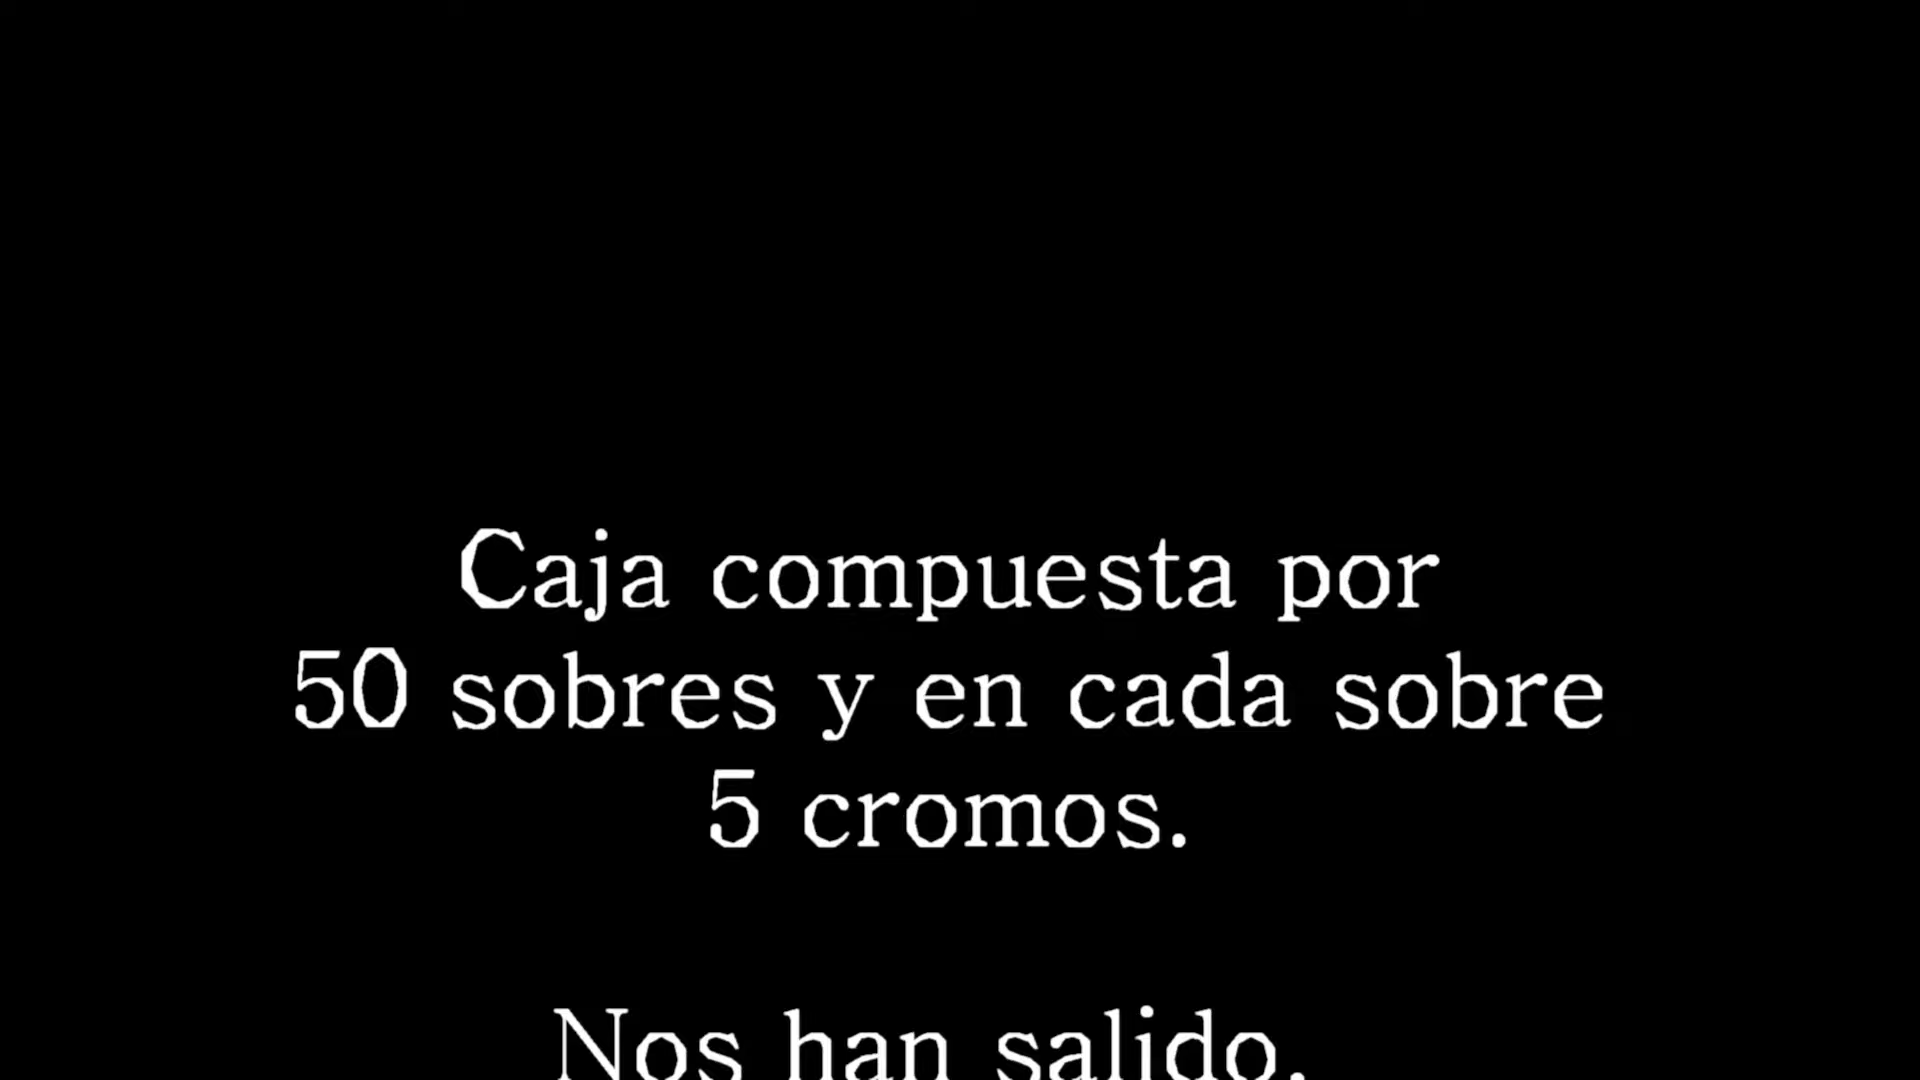 Caja compuesta por
50 sobres y en cada sobre
5 cromos.
Nos han salido.